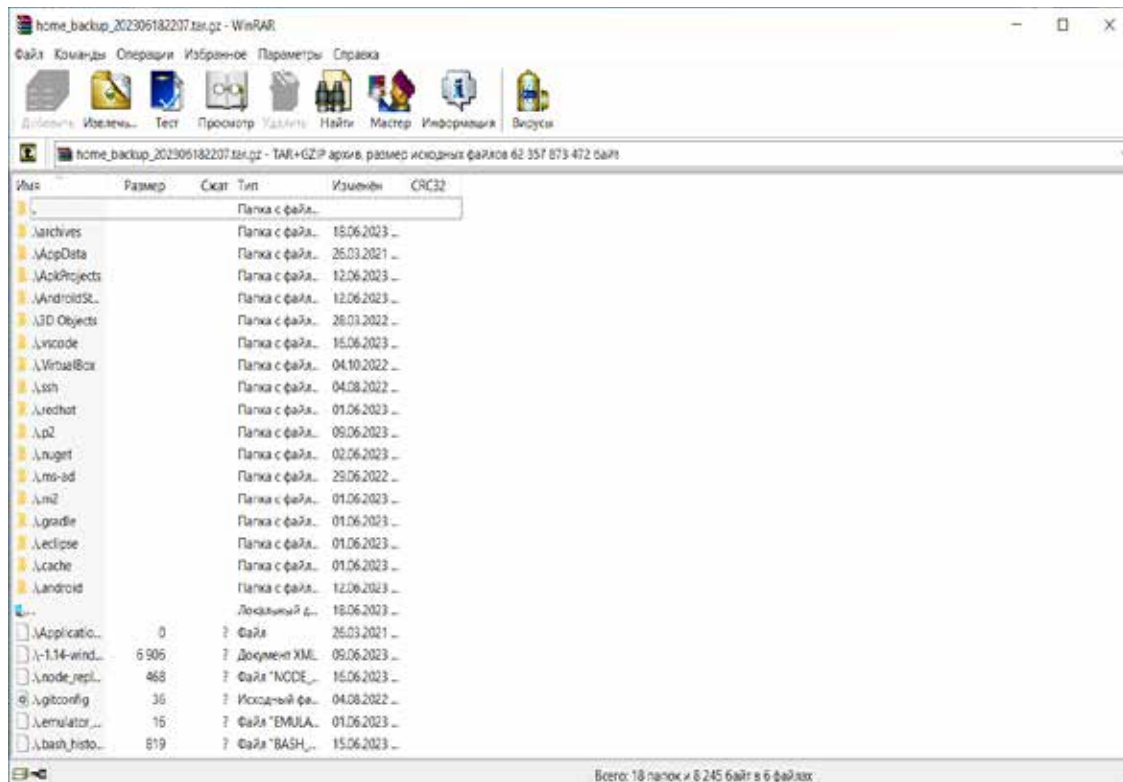 home_backup_202306182207.tar.gz - WinRAR
Файл Команды Операции Избранное Параметры Справка
Добавить Извлечь... Тест Просмотр Удалить Найти Мастер Информация Вирусы
home_backup_202306182207.tar.gz - TAR+GZIP архив, размер исходных файлов 62 357 873 472 байт
Имя Размер Сжат Тип Изменён CRC32
. Папка с файл...
.\archives Папка с файл... 18.06.2023 ...
.\AppData Папка с файл... 26.03.2021 ...
.\ApkProjects Папка с файл... 12.06.2023 ...
.\AndroidSt... Папка с файл... 12.06.2023 ...
.\3D Objects Папка с файл... 28.03.2022 ...
.\.vscode Папка с файл... 16.06.2023 ...
.\.VirtualBox Папка с файл... 04.10.2022 ...
.\.ssh Папка с файл... 04.08.2022 ...
.\.redhat Папка с файл... 01.06.2023 ...
.\.p2 Папка с файл... 09.06.2023 ...
.\.nuget Папка с файл... 02.06.2023 ...
.\.ms-ad Папка с файл... 29.06.2022 ...
.\.m2 Папка с файл... 01.06.2023 ...
.\.gradle Папка с файл... 01.06.2023 ...
.\.eclipse Папка с файл... 01.06.2023 ...
.\.cache Папка с файл... 01.06.2023 ...
.\.android Папка с файл... 12.06.2023 ...
... Локальный д... 18.06.2023 ...
.\Applicatio... 0 ? Файл 26.03.2021 ...
.\-1.14-wind... 6 906 ? Документ XML 09.06.2023 ...
.\.node_repl... 468 ? Файл "NODE_... 16.06.2023 ...
.\.gitconfig 36 ? Исходный фа... 04.08.2022 ...
.\.emulator_... 16 ? Файл "EMULA... 01.06.2023 ...
.\.bash_histo... 819 ? Файл "BASH_... 15.06.2023 ...
Всего: 18 папок и 8 245 байт в 6 файлах